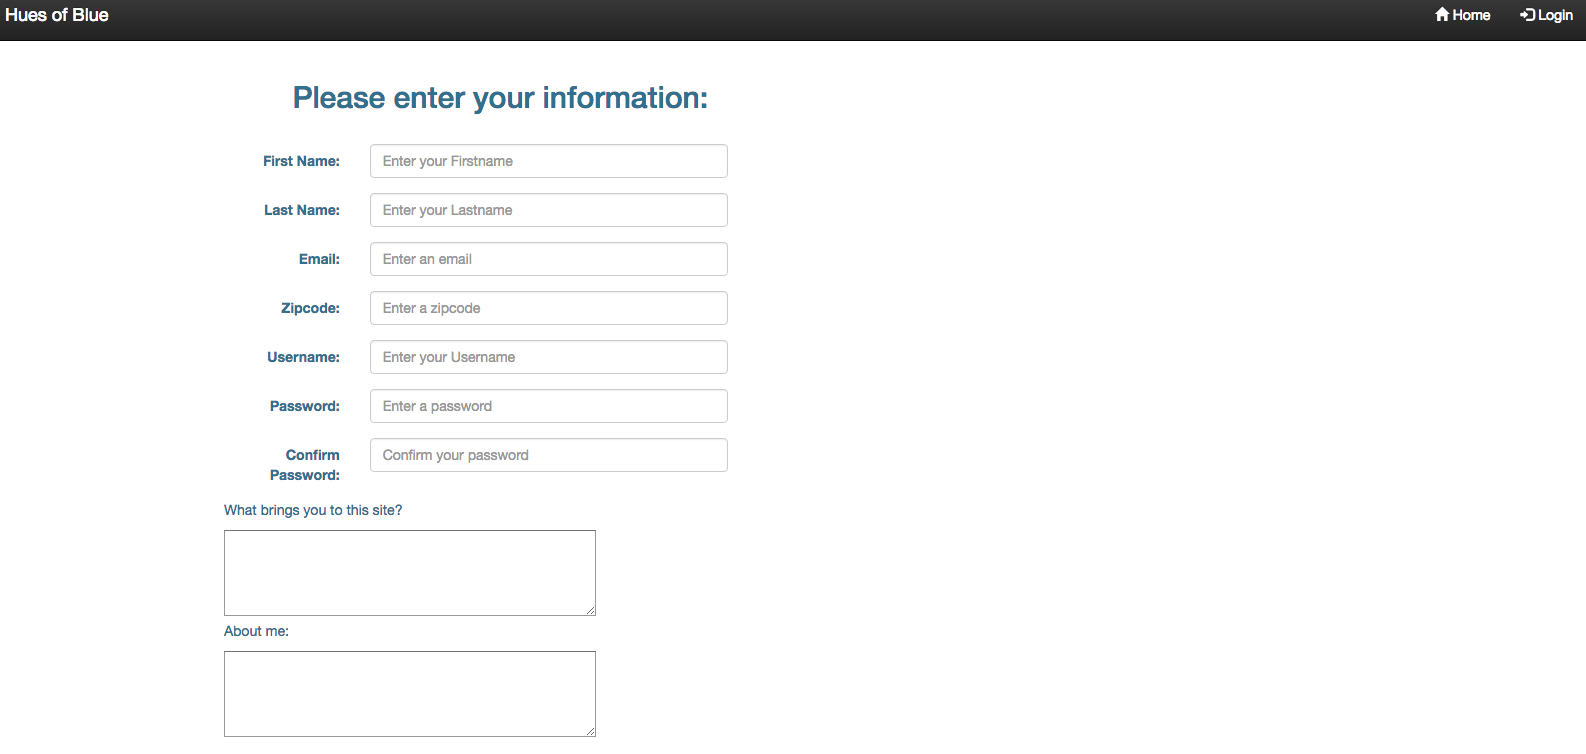 Hues of Blue
Home
Login
Please enter your information:
First Name:
Enter your Firstname
Last Name:
Enter your Lastname
Email:
Enter an email
Zipcode:
Enter a zipcode
Username:
Enter your Username
Password:
Enter a password
Confirm
Password:
Confirm your password
What brings you to this site?
About me: